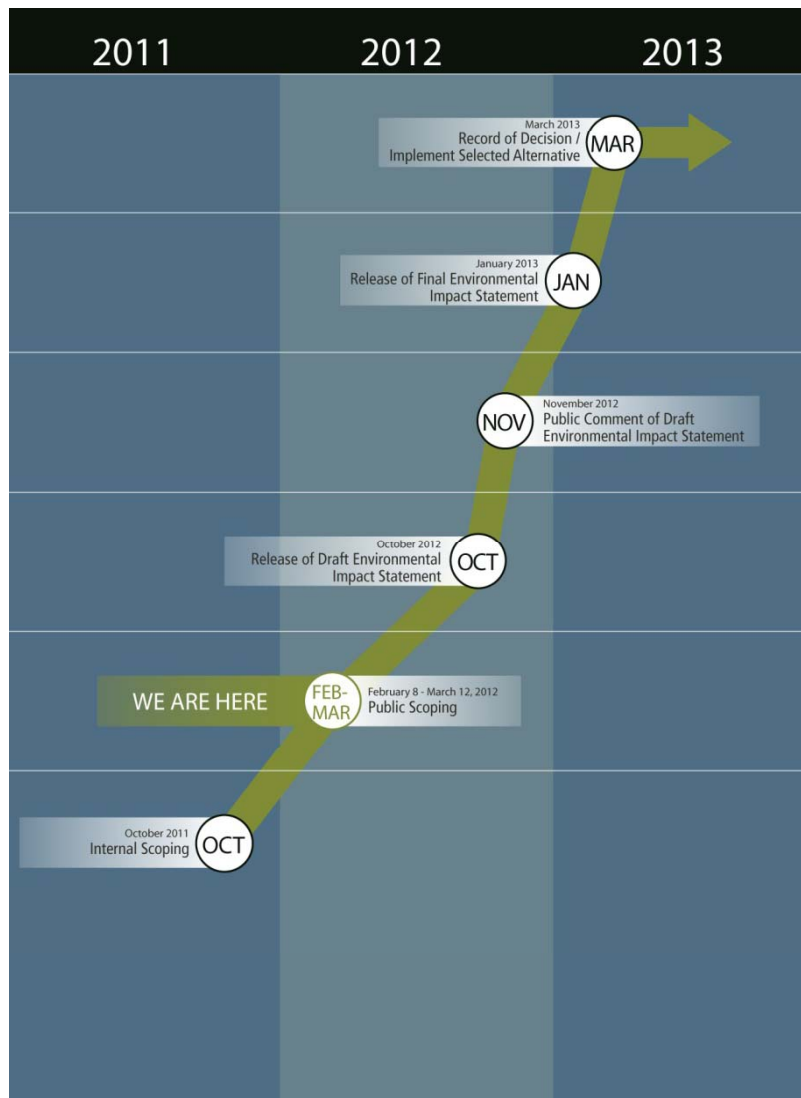 2011 2012 2013
March 2013
Record of Decision /
Implement Selected Alternative
MAR
January 2013
Release of Final Environmental
Impact Statement
JAN
NOV
November 2012
Public Comment of Draft
Environmental Impact Statement
October 2012
Release of Draft Environmental
Impact Statement
OCT
WE ARE HERE
FEB-
MAR
February 8 - March 12, 2012
Public Scoping
October 2011
Internal Scoping
OCT